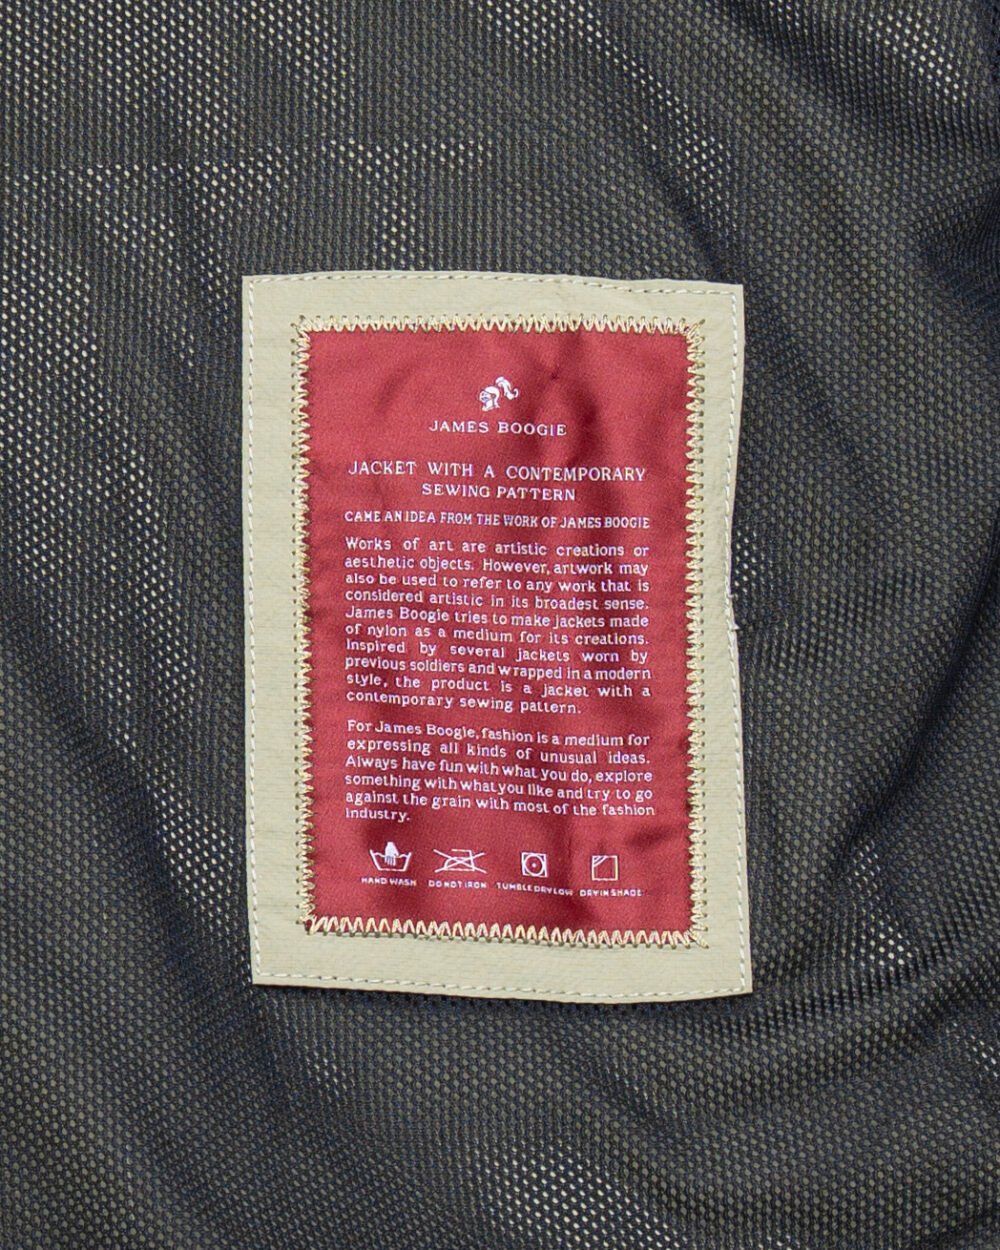 JAMES BOOGIE
JACKET WITH A CONTEMPORARY
SEWING PATTERN
CAME AN IDEA FROM THE WORK OF JAMES BOOGIE
Works of art are artistic creations or
aesthetic objects. However, artwork may
also be used to refer to any work that is
considered artistic in its broadest sense.
James Boogie tries to make jackets made
of nylon as a medium for its creations.
Inspired by several jackets worn by
previous soldiers and wrapped in a modern
style, the product is a jacket with a
contemporary sewing pattern.
For James Boogie, fashion is a medium for
expressing all kinds of unusual ideas.
Always have fun with what you do, explore
something with what you like and try to go
against the grain with most of the fashion
industry.
HAND WASH DO NOT IRON TUMBLE DRY LOW DRY IN SHADE